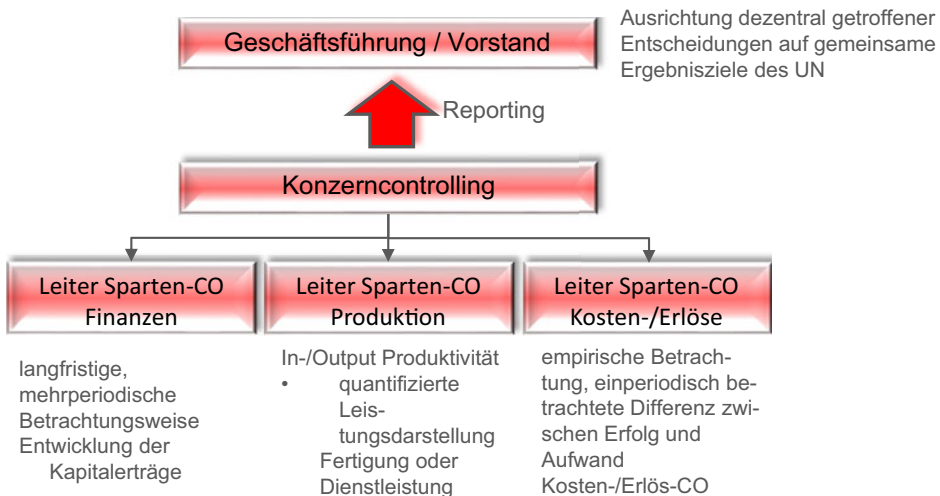 Geschäftsführung / Vorstand
Ausrichtung dezentral getroffener
Entscheidungen auf gemeinsame
Ergebnisziele des UN
Reporting
Konzerncontrolling
Leiter Sparten-CO
Finanzen
langfristige,
mehrperiodische
Betrachtungsweise
Entwicklung der
Kapitalerträge
Leiter Sparten-CO
Produktion
In-/Output Produktivität
• quantifizierte
Leis-
tungsdarstellung
Fertigung oder
Dienstleistung
Leiter Sparten-CO
Kosten-/Erlöse
empirische Betrach-
tung, einperiodisch be-
trachtete Differenz zwi-
schen Erfolg und
Aufwand
Kosten-/Erlös-CO